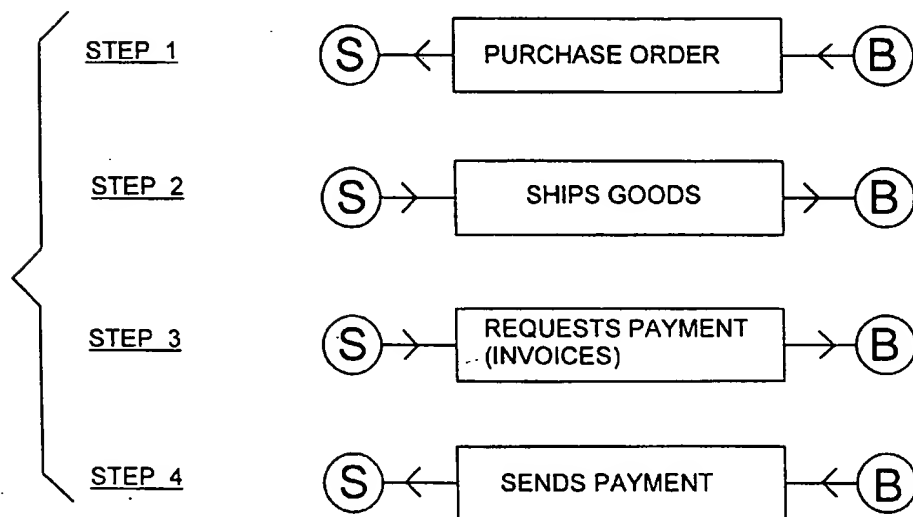 STEP 1 S PURCHASE ORDER B
STEP 2 S SHIPS GOODS B
STEP 3 S REQUESTS PAYMENT B
(INVOICES)
STEP 4 S SENDS PAYMENT B